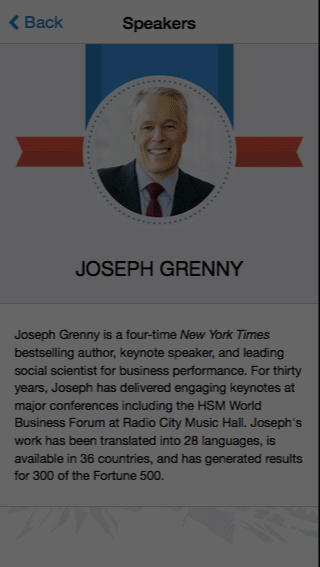 Back Speakers
JOSEPH GRENNY
Joseph Grenny is a four-time New York Times
bestselling author, keynote speaker, and leading
social scientist for business performance. For thirty
years, Joseph has delivered engaging keynotes at
major conferences including the HSM World
Business Forum at Radio City Music Hall. Joseph's
work has been translated into 28 languages, is
available in 36 countries, and has generated results
for 300 of the Fortune 500.